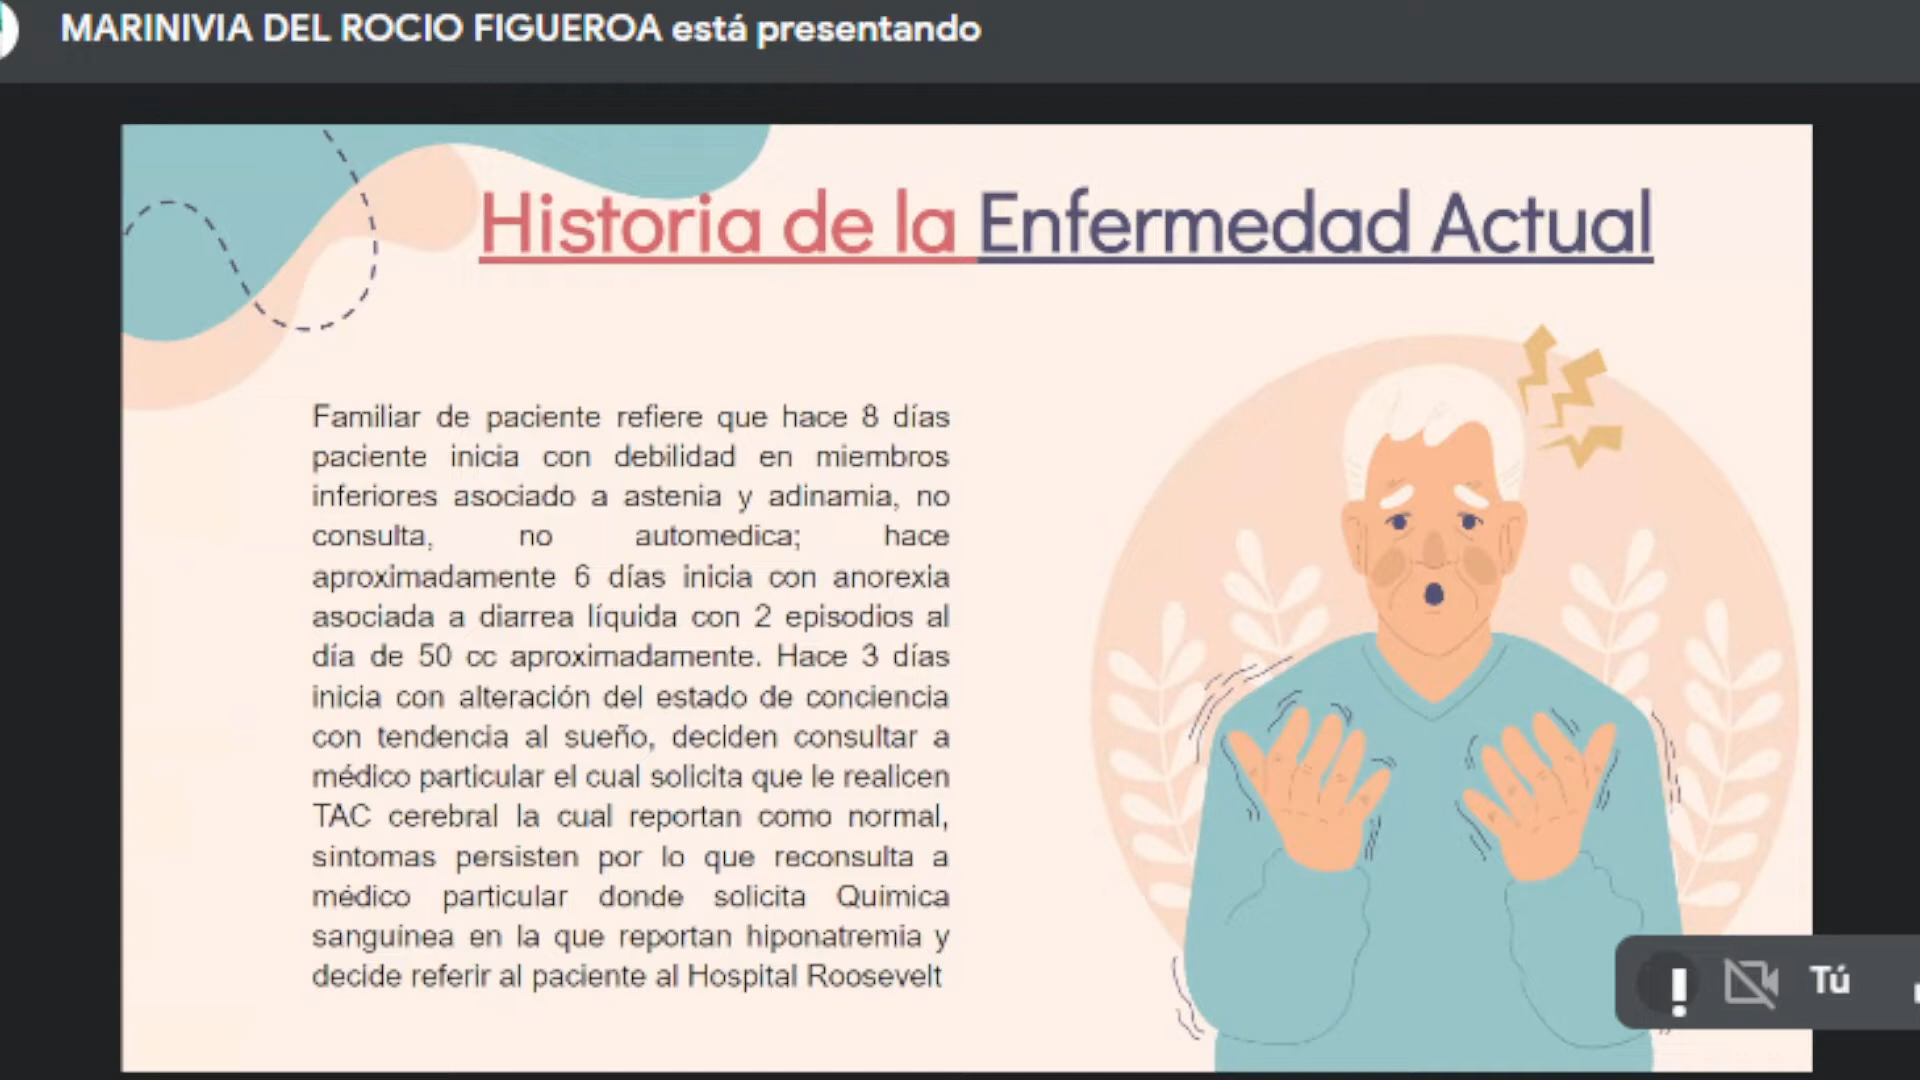 MARINIVIA DEL ROCIO FIGUEROA está presentando
Historia de la Enfermedad Actual
Familiar de paciente refiere que hace 8 días
paciente inicia con debilidad en miembros
inferiores asociado a astenia y adinamia, no
consulta, no automedica; hace
aproximadamente 6 días inicia con anorexia
asociada a diarrea líquida con 2 episodios al
día de 50 cc aproximadamente. Hace 3 días
inicia con alteración del estado de conciencia
con tendencia al sueño, deciden consultar a
médico particular el cual solicita que le realicen
TAC cerebral la cual reportan como normal,
síntomas persisten por lo que reconsulta a
médico particular donde solicita Química
sanguínea en la que reportan hiponatremia y
decide referir al paciente al Hospital Roosevelt
Tú